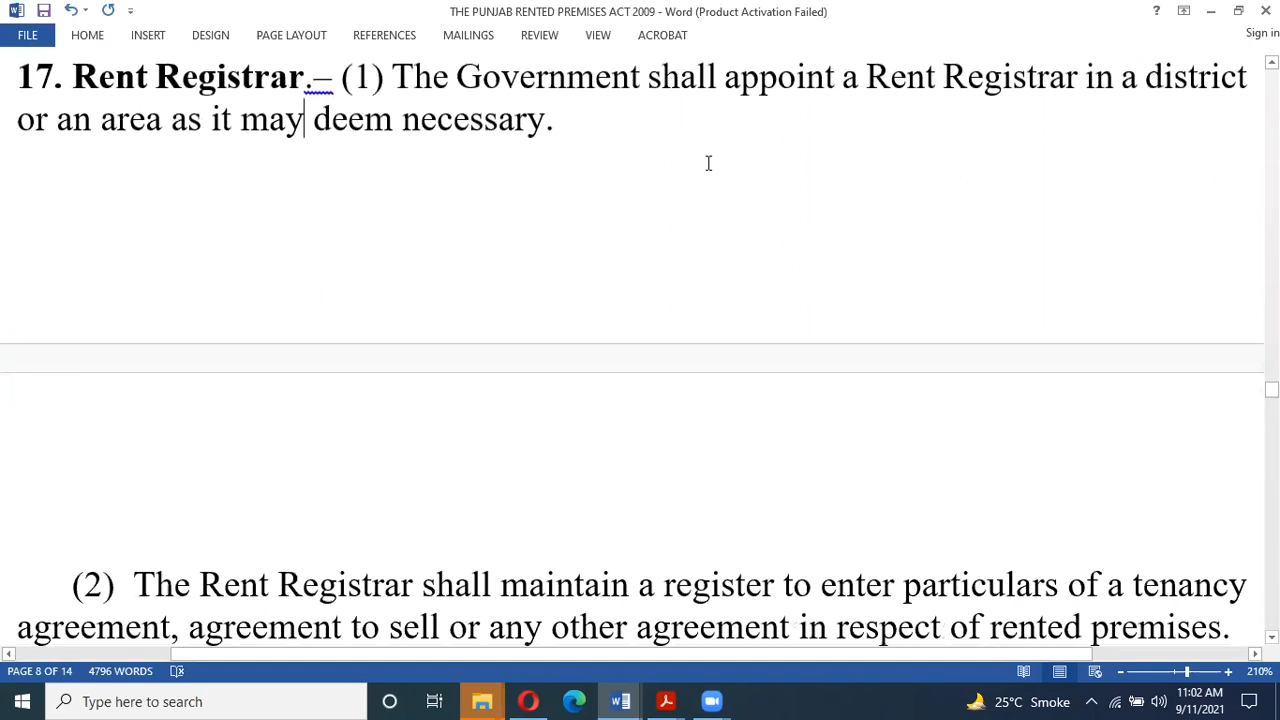 THE PUNJAB RENTED PREMISES ACT 2009 - Word (Product Activation Failed)
?
FILE HOME INSERT DESIGN PAGE LAYOUT REFERENCES MAILINGS REVIEW VIEW ACROBAT Sign in
17. Rent Registrar.– (1) The Government shall appoint a Rent Registrar in a district
or an area as it may deem necessary.
(2) The Rent Registrar shall maintain a register to enter particulars of a tenancy
agreement, agreement to sell or any other agreement in respect of rented premises.
PAGE 8 OF 14 4796 WORDS 210%
Type here to search 25°C Smoke 11:02 AM
9/11/2021